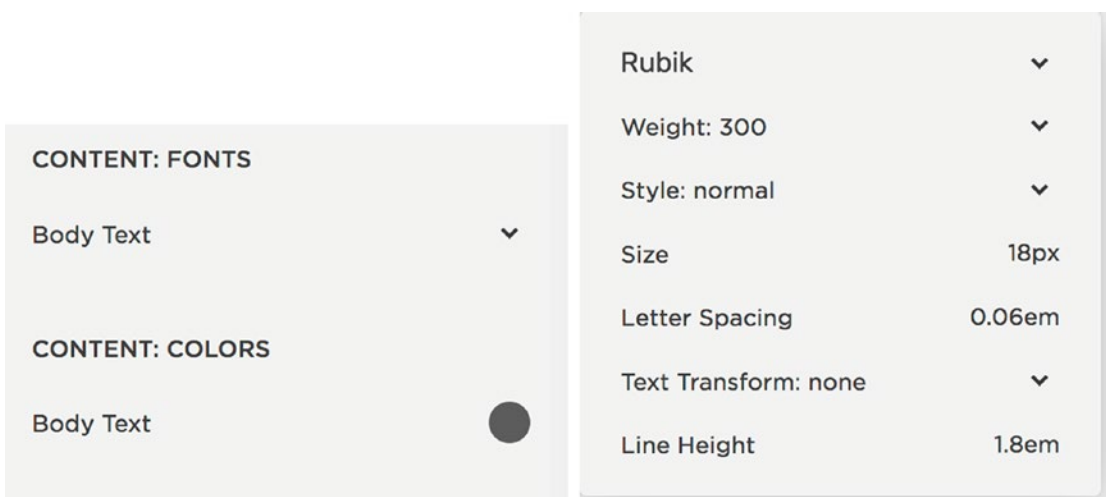 CONTENT: FONTS
Body Text
CONTENT: COLORS
Body Text
Rubik
Weight: 300
Style: normal
Size 18px
Letter Spacing 0.06em
Text Transform: none
Line Height 1.8em